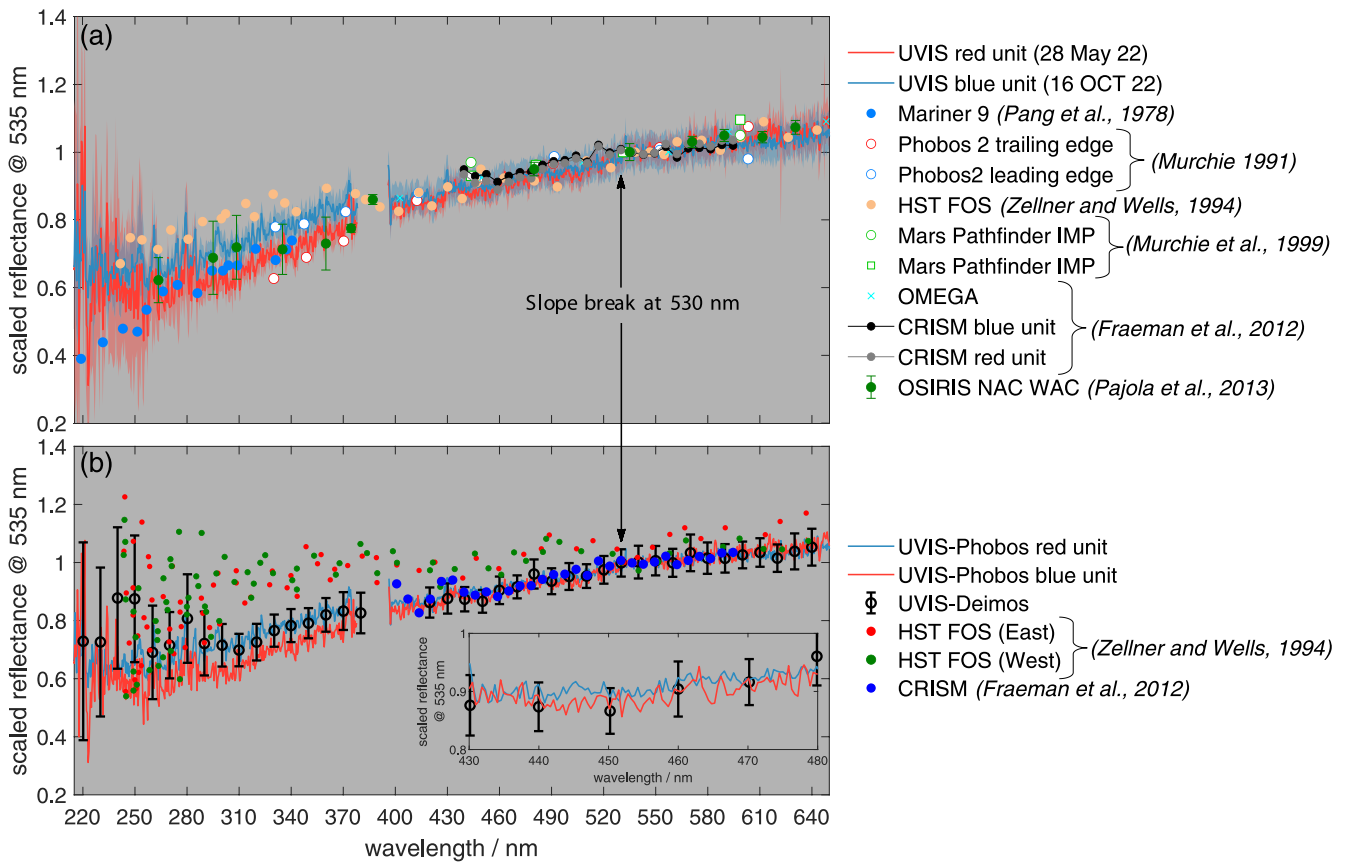 (a)
scaled reflectance @ 535 nm
1.4
1.2
1
0.8
0.6
0.4
0.2
Slope break at 530 nm
UVIS red unit (28 May 22)
UVIS blue unit (16 OCT 22)
Mariner 9 (Pang et al., 1978)
Phobos 2 trailing edge
Phobos2 leading edge
(Murchie 1991)
HST FOS (Zellner and Wells, 1994)
Mars Pathfinder IMP
Mars Pathfinder IMP
(Murchie et al., 1999)
OMEGA
CRISM blue unit
CRISM red unit
(Fraeman et al., 2012)
OSIRIS NAC WAC (Pajola et al., 2013)
(b)
scaled reflectance @ 535 nm
1.4
1.2
1
0.8
0.6
0.4
0.2
220 250 280 310 340 370 400 430 460 490 520 550 580 610 640
wavelength / nm
scaled reflectance
@ 535 nm
1
0.9
0.8
430 440 450 460 470 480
wavelength / nm
UVIS-Phobos red unit
UVIS-Phobos blue unit
UVIS-Deimos
HST FOS (East)
HST FOS (West)
(Zellner and Wells, 1994)
CRISM (Fraeman et al., 2012)